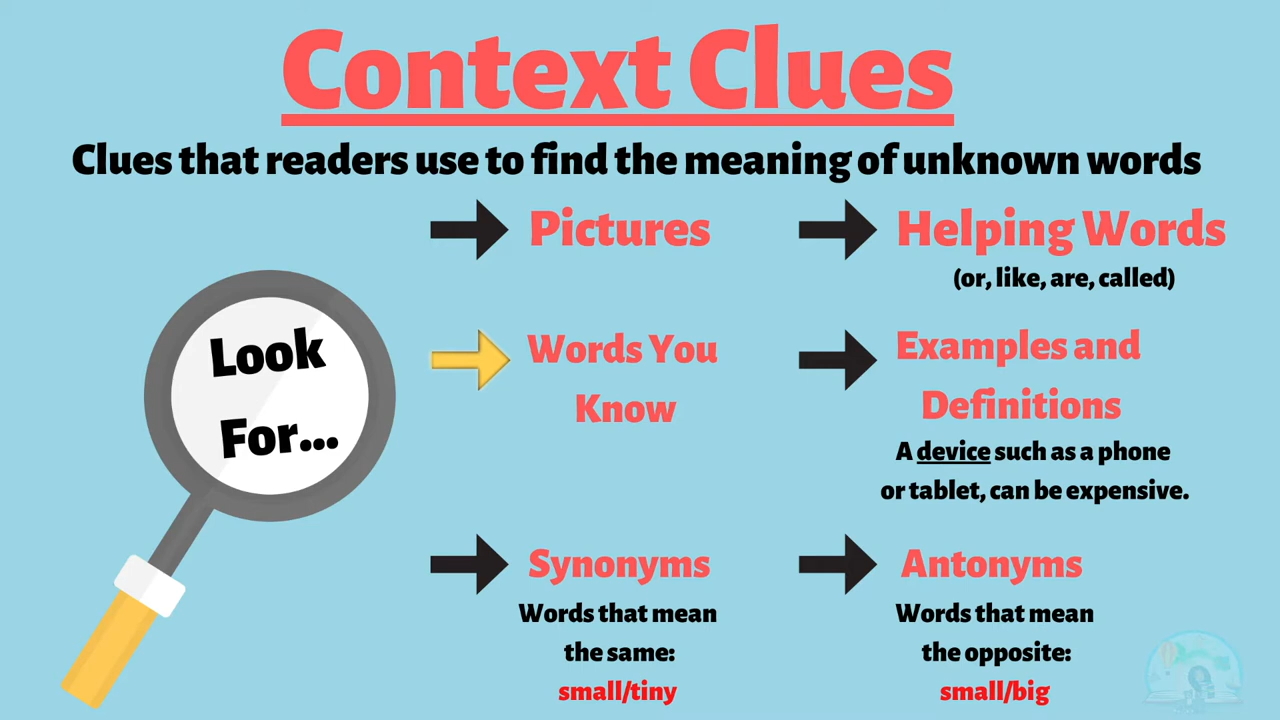 Context Clues
Clues that readers use to find the meaning of unknown words
Look
For...
Pictures
Helping Words
(or, like, are, called)
Words You
Know
Examples and
Definitions
A device such as a phone
or tablet, can be expensive.
Synonyms
Words that mean
the same:
small/tiny
Antonyms
Words that mean
the opposite:
small/big